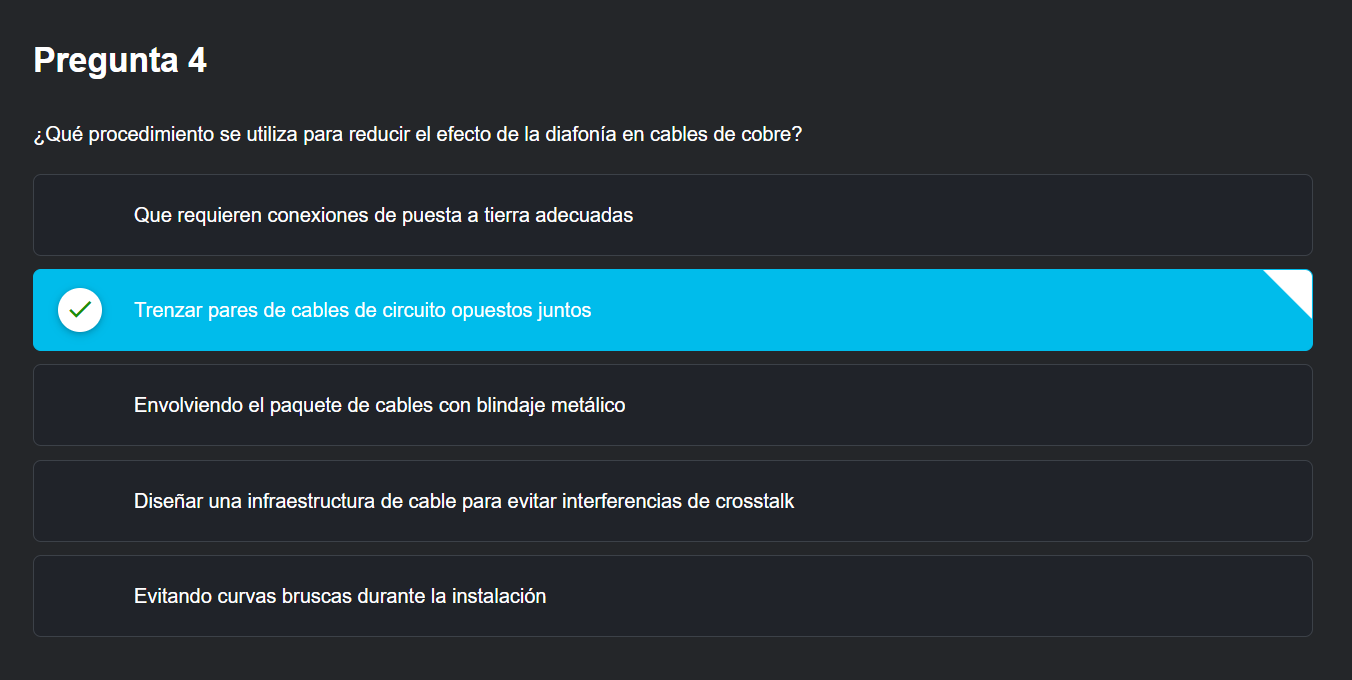 Pregunta 4
¿Qué procedimiento se utiliza para reducir el efecto de la diafonía en cables de cobre?
Que requieren conexiones de puesta a tierra adecuadas
Trenzar pares de cables de circuito opuestos juntos
Envolviendo el paquete de cables con blindaje metálico
Diseñar una infraestructura de cable para evitar interferencias de crosstalk
Evitando curvas bruscas durante la instalación